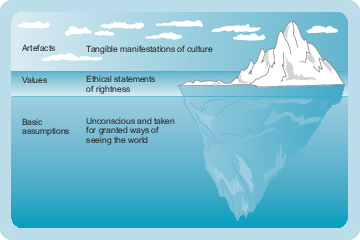 Artefacts Tangible manifestations of culture
Values Ethical statements
of rightness
Basic Unconscious and taken
assumptions for granted ways of
seeing the world